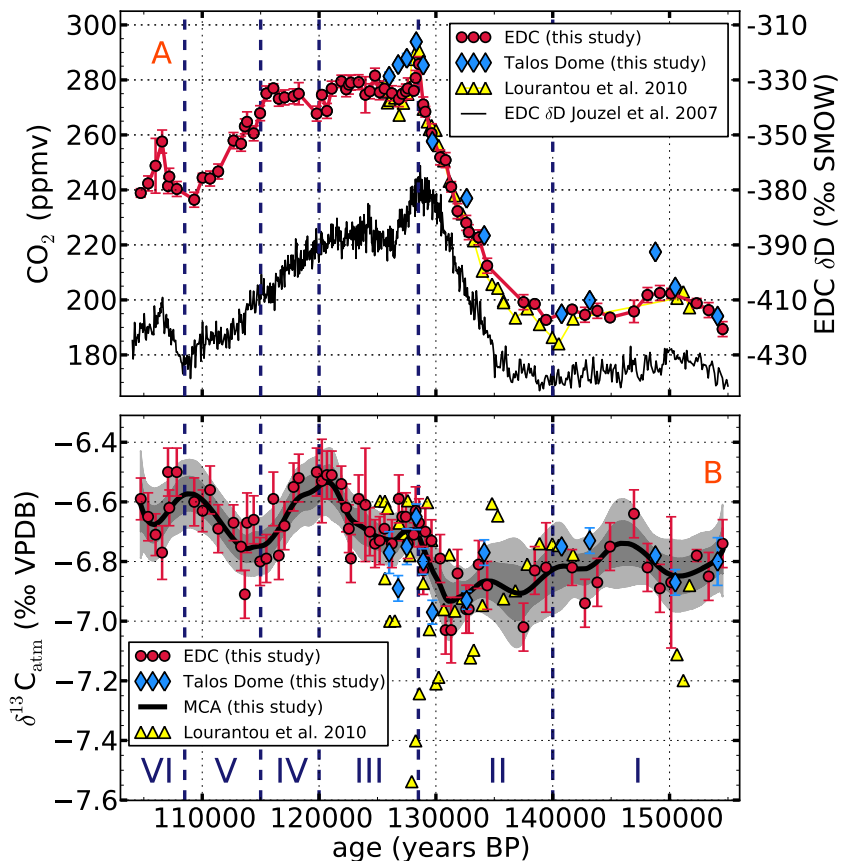 A
CO₂ (ppmv)
300
280
260
240
220
200
180
EDC (this study)
Talos Dome (this study)
Lourantou et al. 2010
EDC δD Jouzel et al. 2007
-310
-330
-350
-370
-390
-410
-430
EDC δD (‰ SMOW)
B
δ¹³C_atm (‰ VPDB)
−6.4
−6.6
−6.8
−7.0
−7.2
−7.4
−7.6
EDC (this study)
Talos Dome (this study)
MCA (this study)
Lourantou et al. 2010
VI V IV III II I
110000 120000 130000 140000 150000
age (years BP)